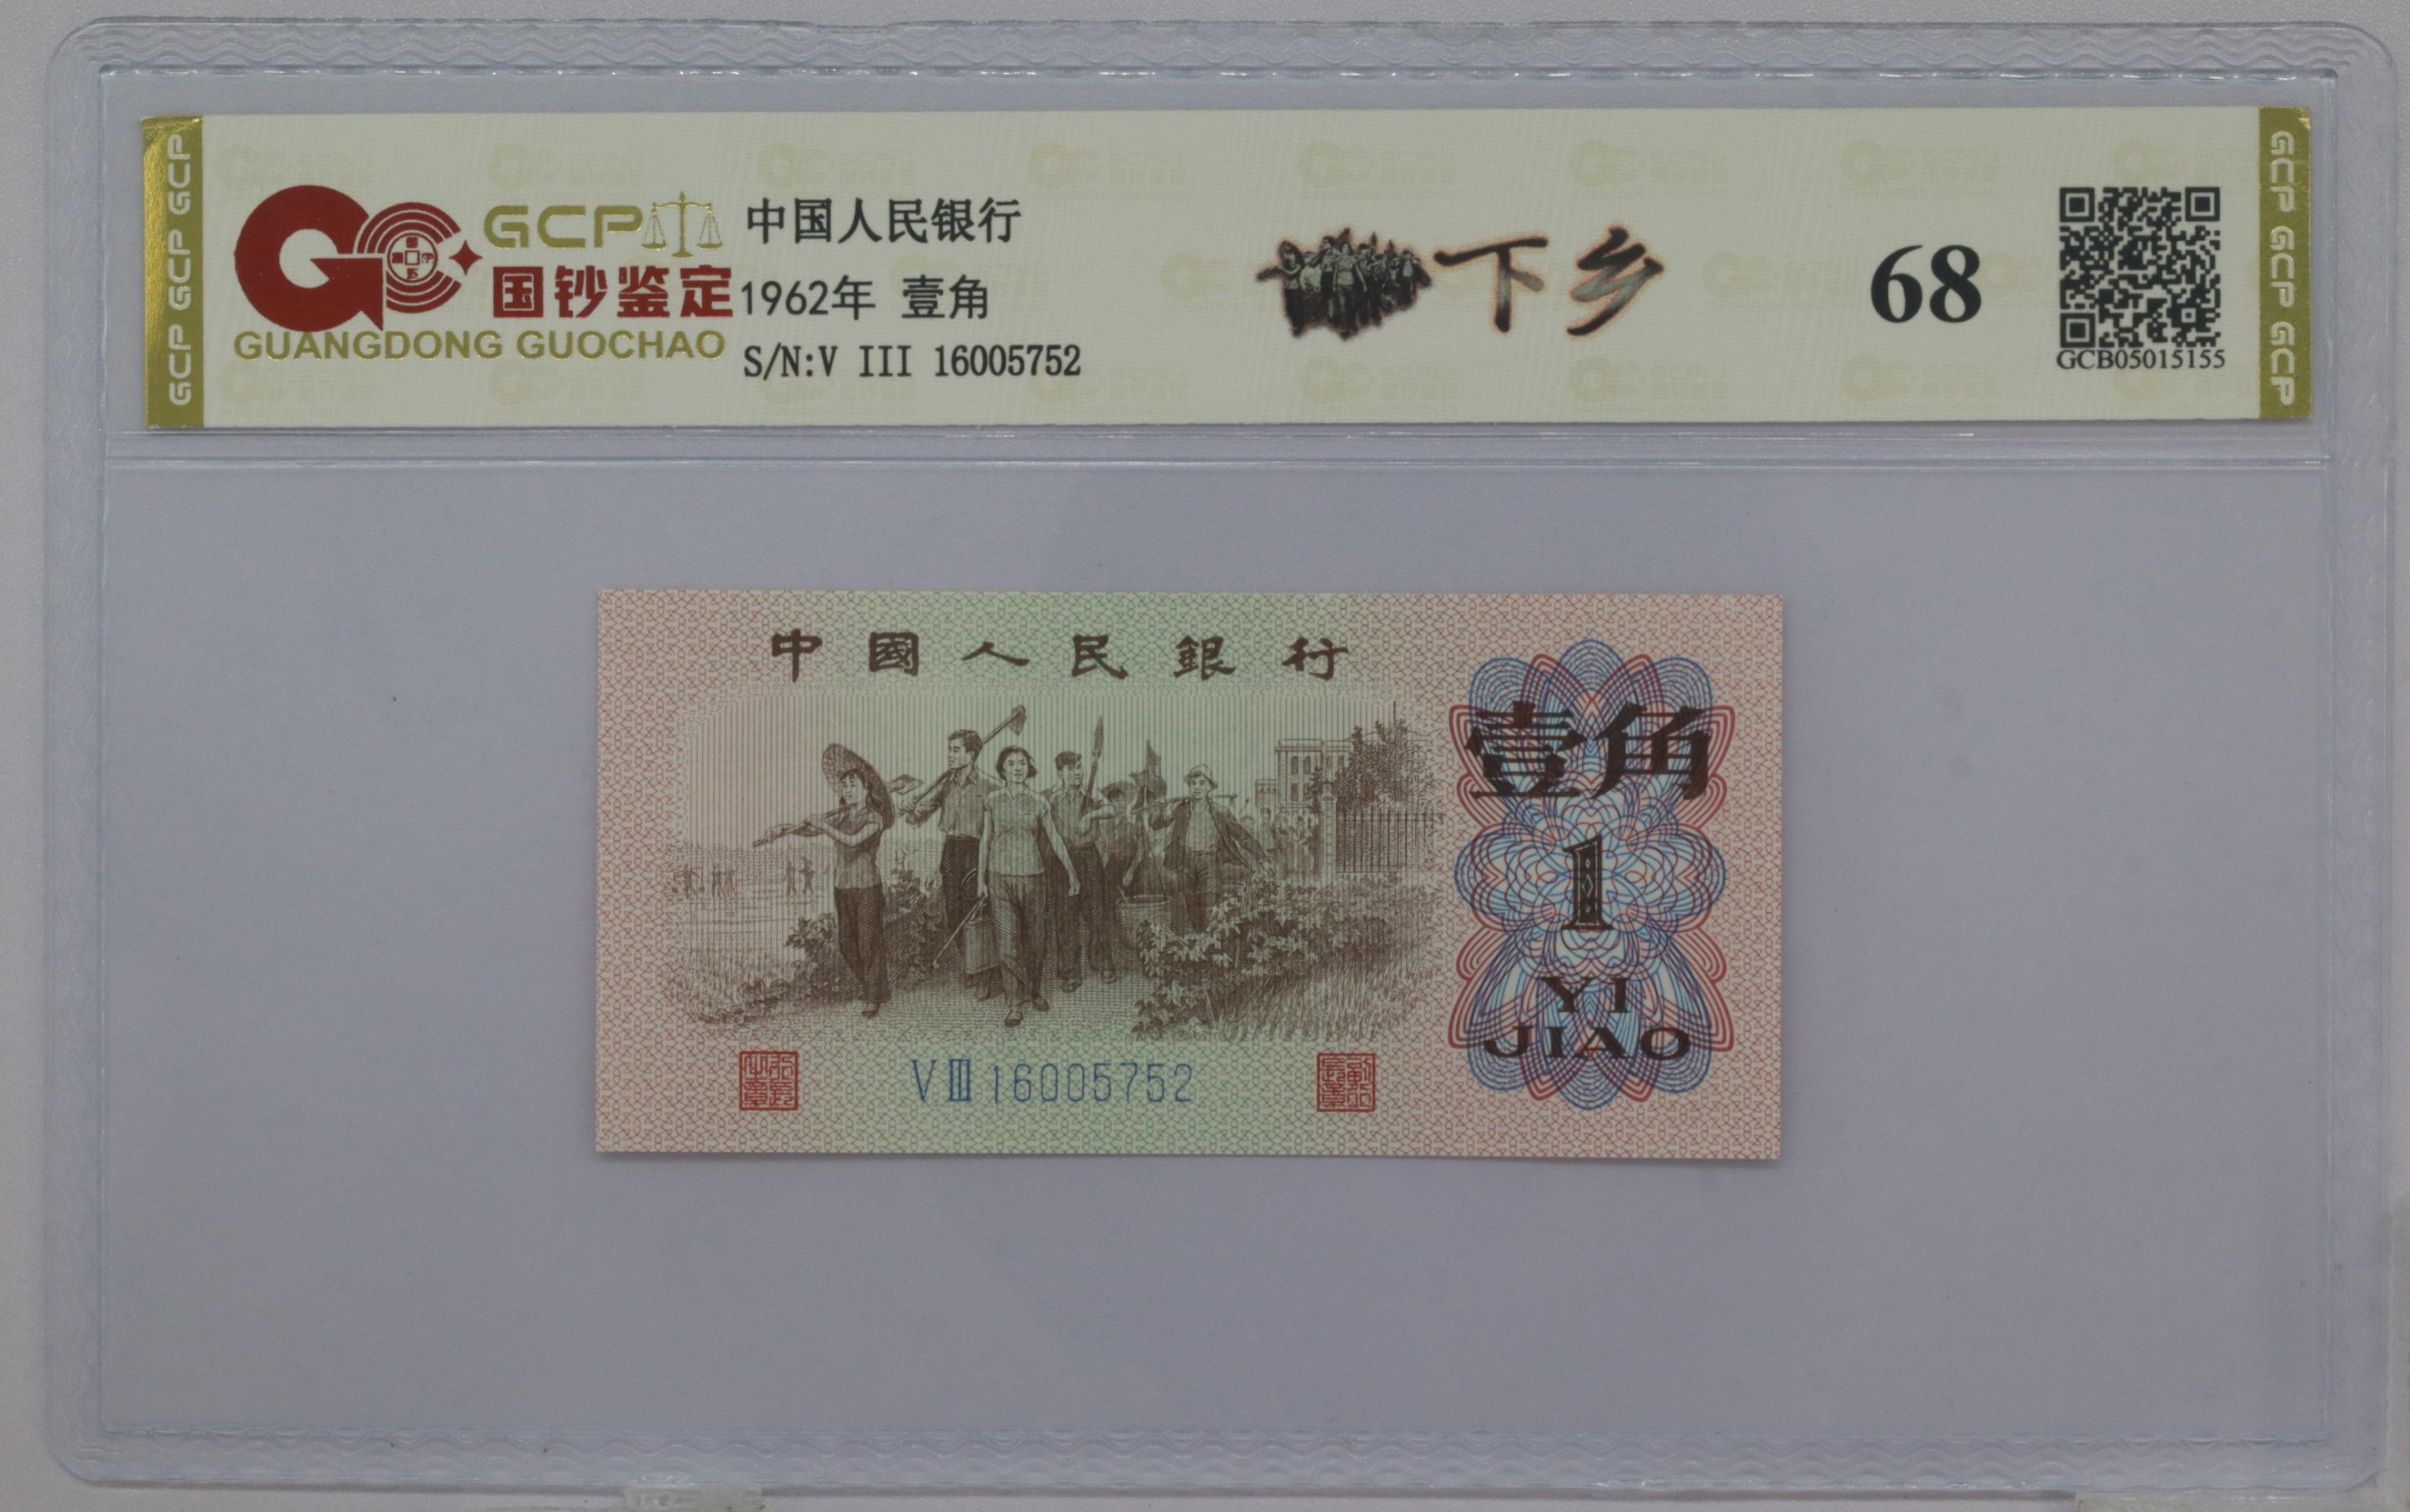 GCP GCP GCP
GCP
国钞鉴定
GUANGDONG GUOCHAO
中国人民银行
1962年 壹角
S/N:V III 16005752
下乡
68
GCB05015155
GCP GCP GCP
中國人民銀行
壹角
1
YI
JIAO
V III 16005752